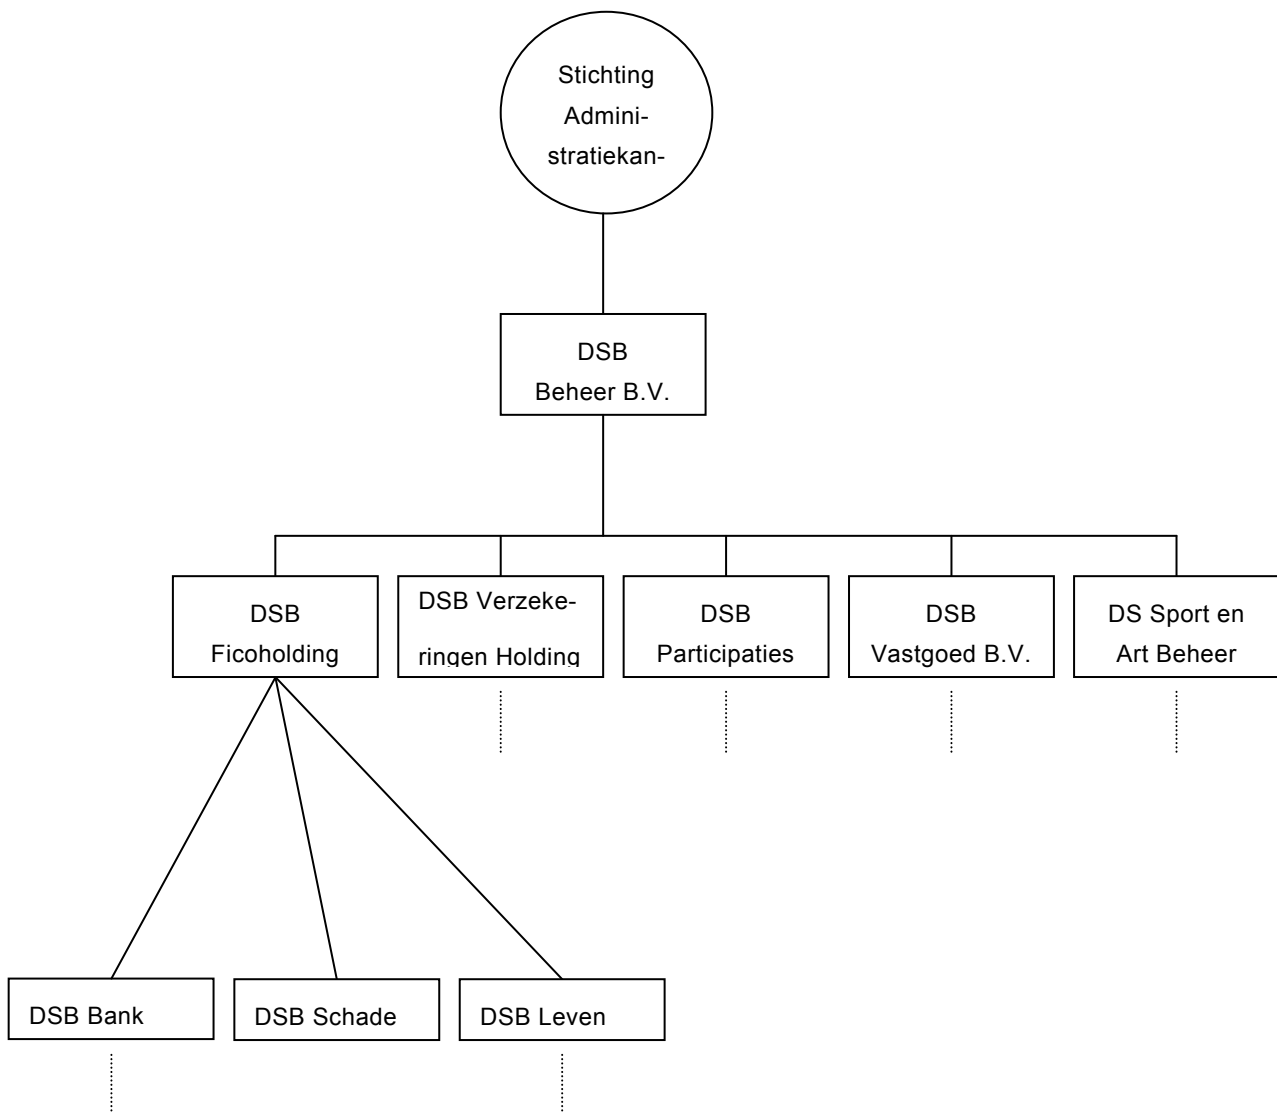 Stichting
Admini-
stratiekan-
DSB
Beheer B.V.
DSB
Ficoholding
DSB Verzeke-
ringen Holding
DSB
Participaties
DSB
Vastgoed B.V.
DS Sport en
Art Beheer
DSB Bank
DSB Schade
DSB Leven